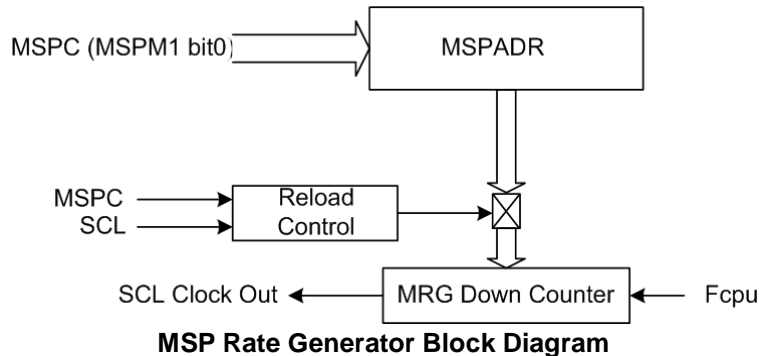 MSPC (MSPM1 bit0)
MSPADR
MSPC
SCL
Reload
Control
SCL Clock Out
MRG Down Counter
Fcpu
MSP Rate Generator Block Diagram